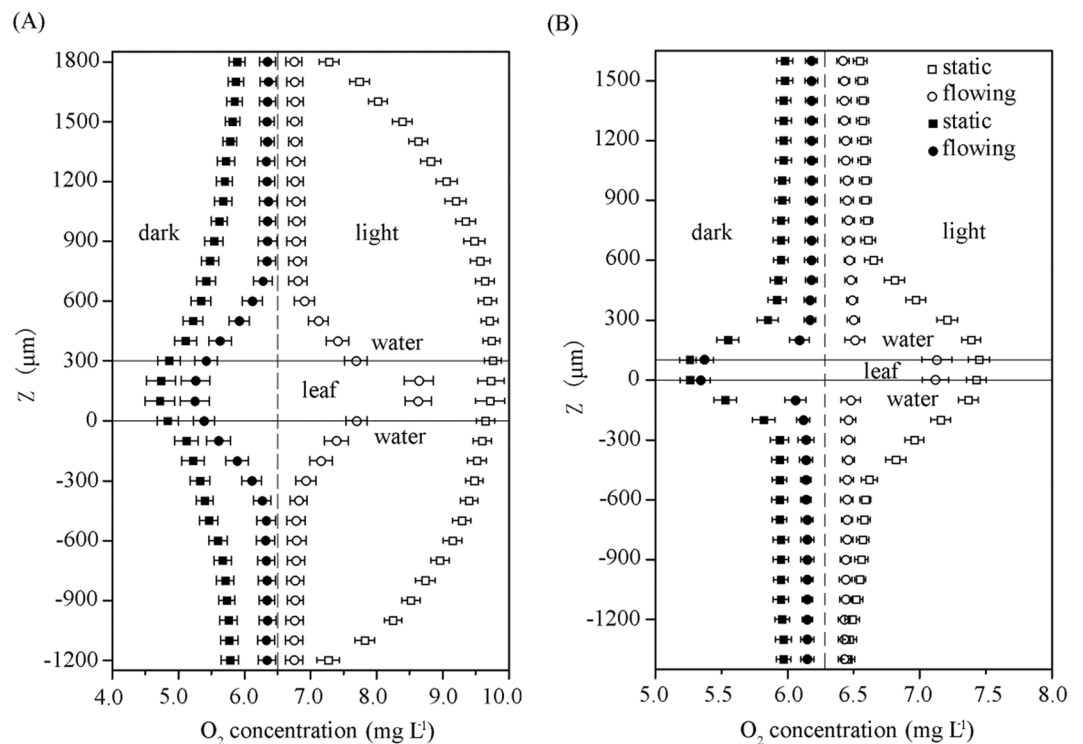 (A)
1800
1500
1200
900
600
300
0
-300
-600
-900
-1200
Z (μm)
dark
light
water
leaf
water
4.0 5.0 6.0 7.0 8.0 9.0 10.0
O₂ concentration (mg L⁻¹)
(B)
1500
1200
900
600
300
0
-300
-600
-900
-1200
Z (μm)
static
flowing
static
flowing
dark
light
water
leaf
water
5.0 5.5 6.0 6.5 7.0 7.5 8.0
O₂ concentration (mg L⁻¹)